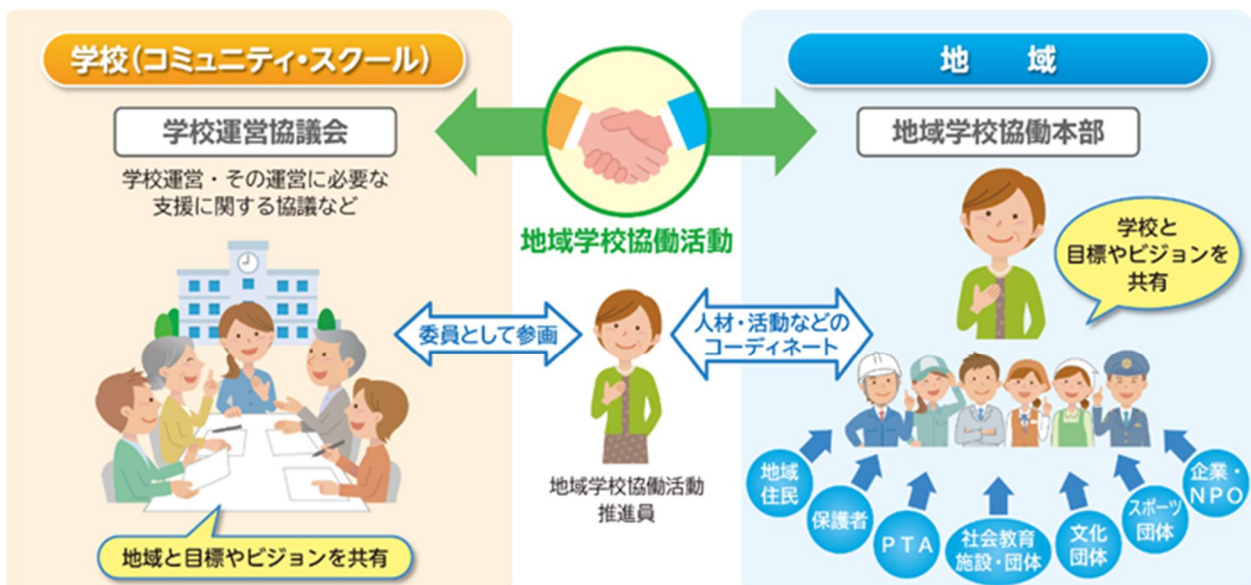 学校（コミュニティ・スクール）
学校運営協議会
学校運営・その運営に必要な
支援に関する協議など
地域と目標やビジョンを共有
地域学校協働活動
委員として参画
人材・活動などの
コーディネート
地域学校協働活動
推進員
地　域
地域学校協働本部
学校と
目標やビジョンを
共有
地域
住民
保護者
PTA
社会教育
施設・団体
文化
団体
スポーツ
団体
企業・
NPO